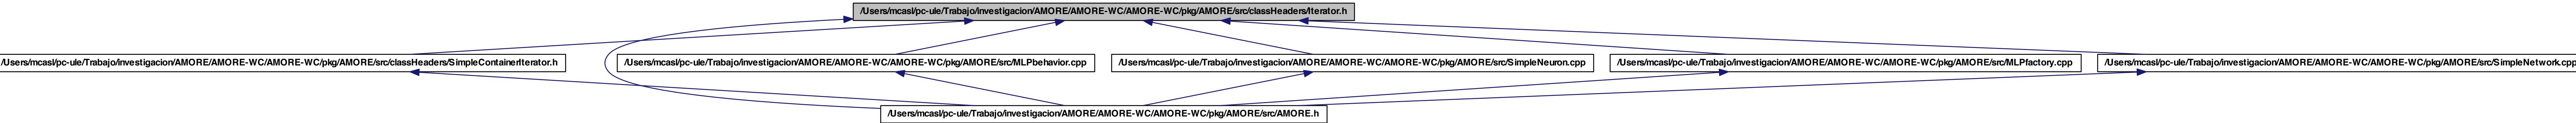 /Users/mcasl/pc-ule/Trabajo/investigacion/AMORE/AMORE-WC/AMORE-WC/pkg/AMORE/src/classHeaders/Iterator.h
/Users/mcasl/pc-ule/Trabajo/investigacion/AMORE/AMORE-WC/AMORE-WC/pkg/AMORE/src/classHeaders/SimpleContainerIterator.h
/Users/mcasl/pc-ule/Trabajo/investigacion/AMORE/AMORE-WC/AMORE-WC/pkg/AMORE/src/MLPbehavior.cpp
/Users/mcasl/pc-ule/Trabajo/investigacion/AMORE/AMORE-WC/AMORE-WC/pkg/AMORE/src/SimpleNeuron.cpp
/Users/mcasl/pc-ule/Trabajo/investigacion/AMORE/AMORE-WC/AMORE-WC/pkg/AMORE/src/MLPfactory.cpp
/Users/mcasl/pc-ule/Trabajo/investigacion/AMORE/AMORE-WC/AMORE-WC/pkg/AMORE/src/SimpleNetwork.cpp
/Users/mcasl/pc-ule/Trabajo/investigacion/AMORE/AMORE-WC/AMORE-WC/pkg/AMORE/src/AMORE.h